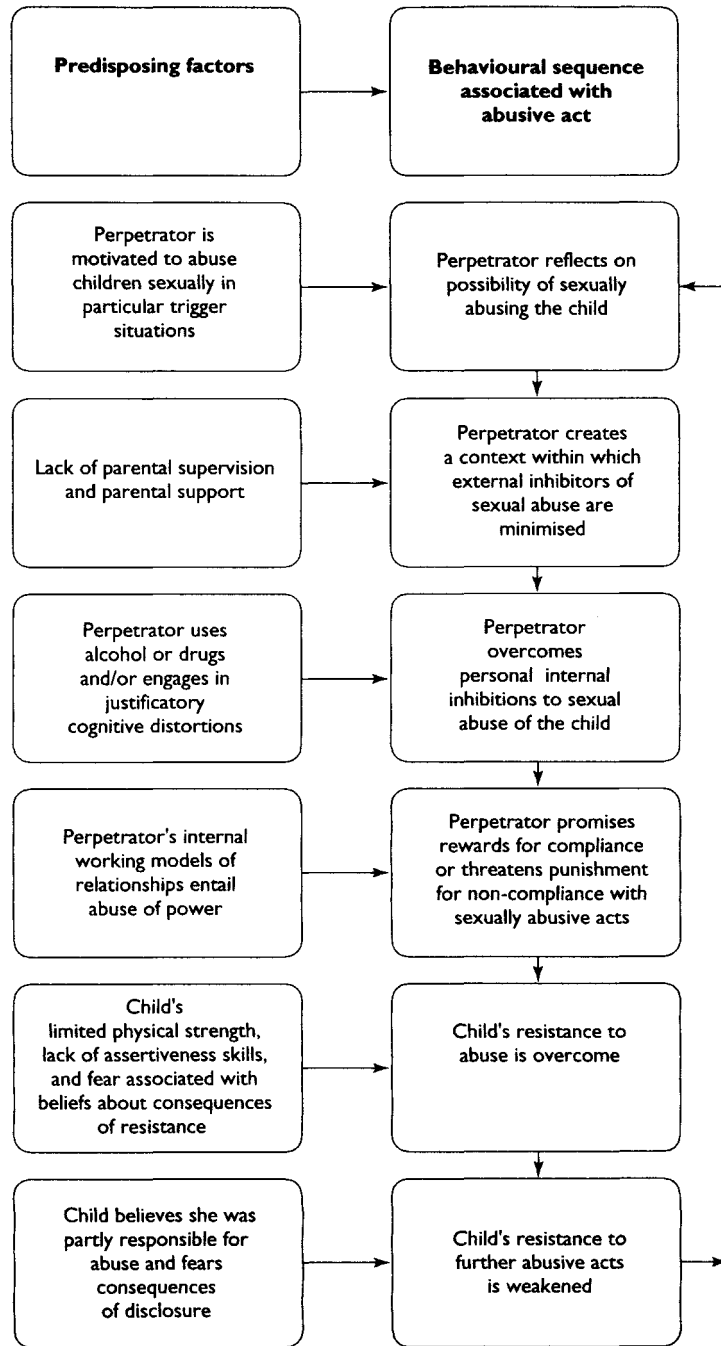 Predisposing factors
Behavioural sequence
associated with
abusive act
Perpetrator is
motivated to abuse
children sexually in
particular trigger
situations
Perpetrator reflects on
possibility of sexually
abusing the child
Lack of parental supervision
and parental support
Perpetrator creates
a context within which
external inhibitors of
sexual abuse are
minimised
Perpetrator uses
alcohol or drugs
and/or engages in
justificatory
cognitive distortions
Perpetrator
overcomes
personal internal
inhibitions to sexual
abuse of the child
Perpetrator's internal
working models of
relationships entail
abuse of power
Perpetrator promises
rewards for compliance
or threatens punishment
for non-compliance with
sexually abusive acts
Child's
limited physical strength,
lack of assertiveness skills,
and fear associated with
beliefs about consequences
of resistance
Child's resistance to
abuse is overcome
Child believes she was
partly responsible for
abuse and fears
consequences
of disclosure
Child's resistance to
further abusive acts
is weakened